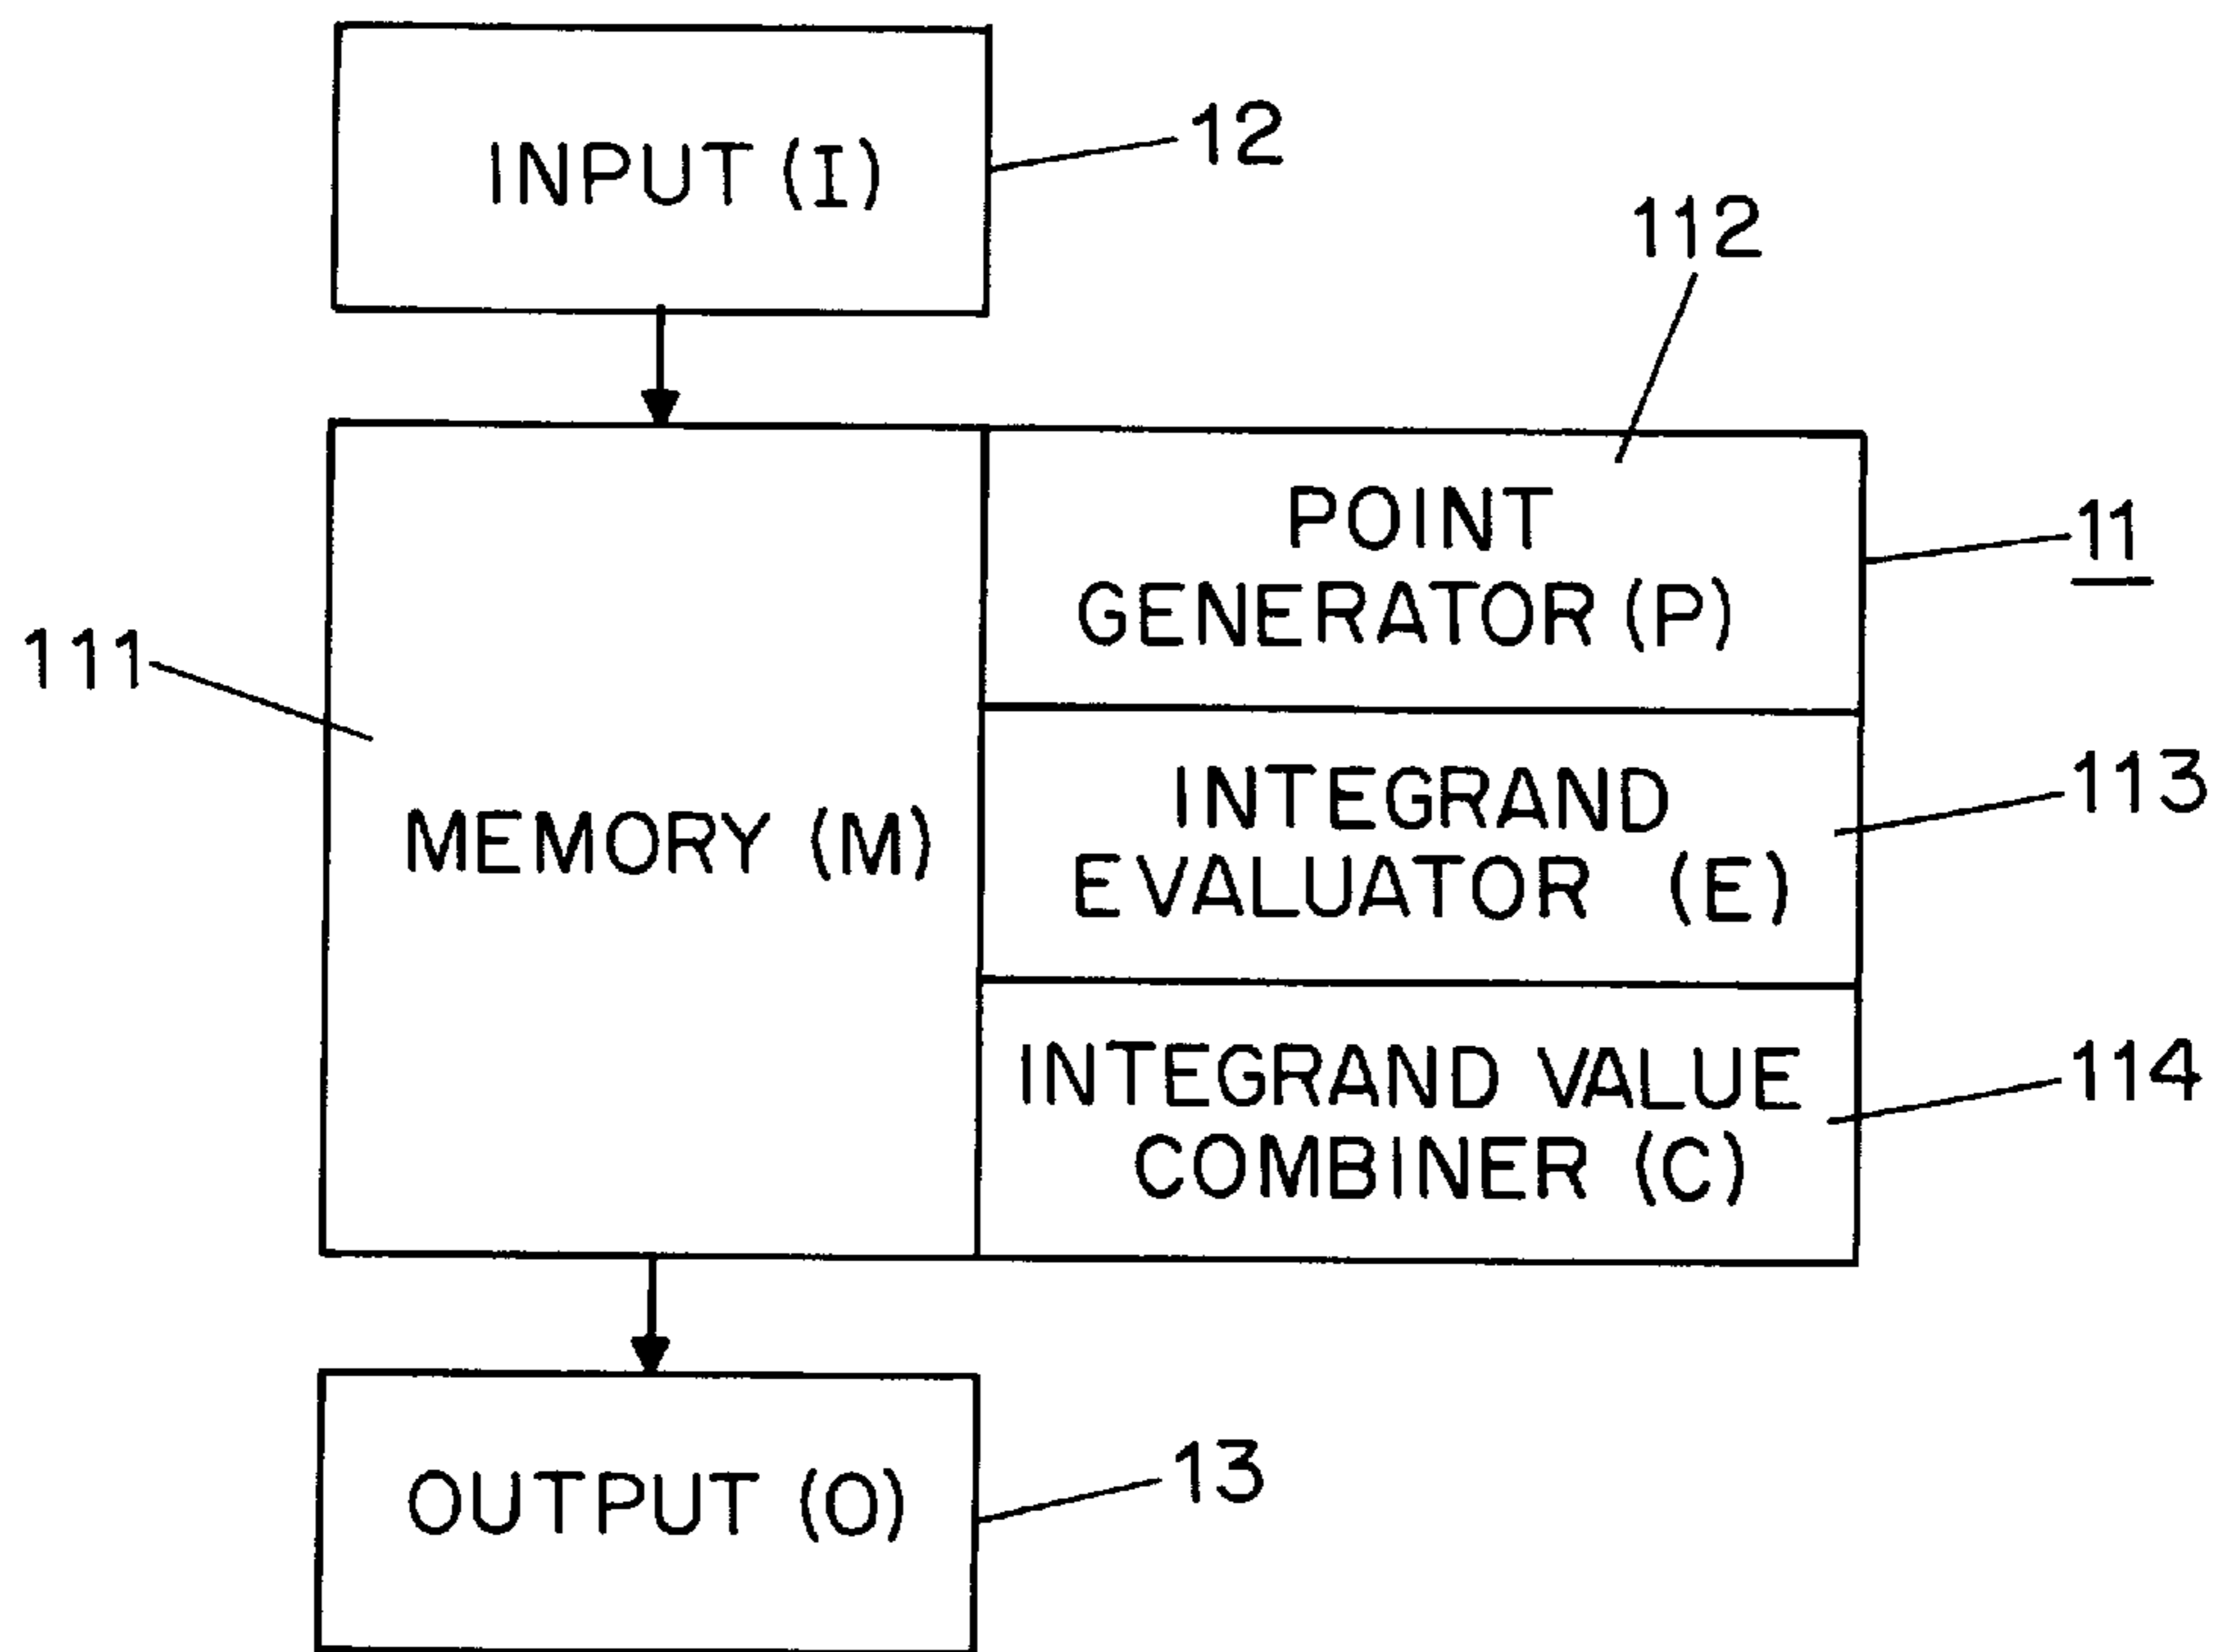 INPUT (I)
12
112
POINT
GENERATOR (P)
11
111
MEMORY (M)
INTEGRAND
EVALUATOR (E)
113
INTEGRAND VALUE
COMBINER (C)
114
OUTPUT (O)
13